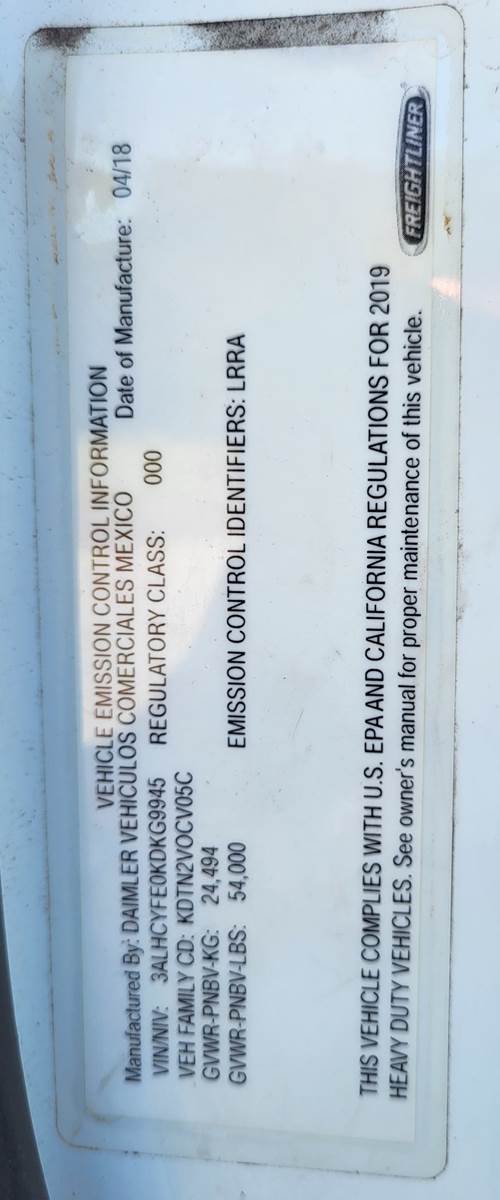 VEHICLE EMISSION CONTROL INFORMATION
Manufactured By: DAIMLER VEHICULOS COMERCIALES MEXICO Date of Manufacture: 04/18
VIN/NIV: 3ALHCYFE0KDKG9945 REGULATORY CLASS: 000
VEH FAMILY CD: KDTN2VOCV05C
GVWR-PNBV-KG: 24,494
GVWR-PNBV-LBS: 54,000 EMISSION CONTROL IDENTIFIERS: LRRA
THIS VEHICLE COMPLIES WITH U.S. EPA AND CALIFORNIA REGULATIONS FOR 2019
HEAVY DUTY VEHICLES. See owner's manual for proper maintenance of this vehicle.
FREIGHTLINER